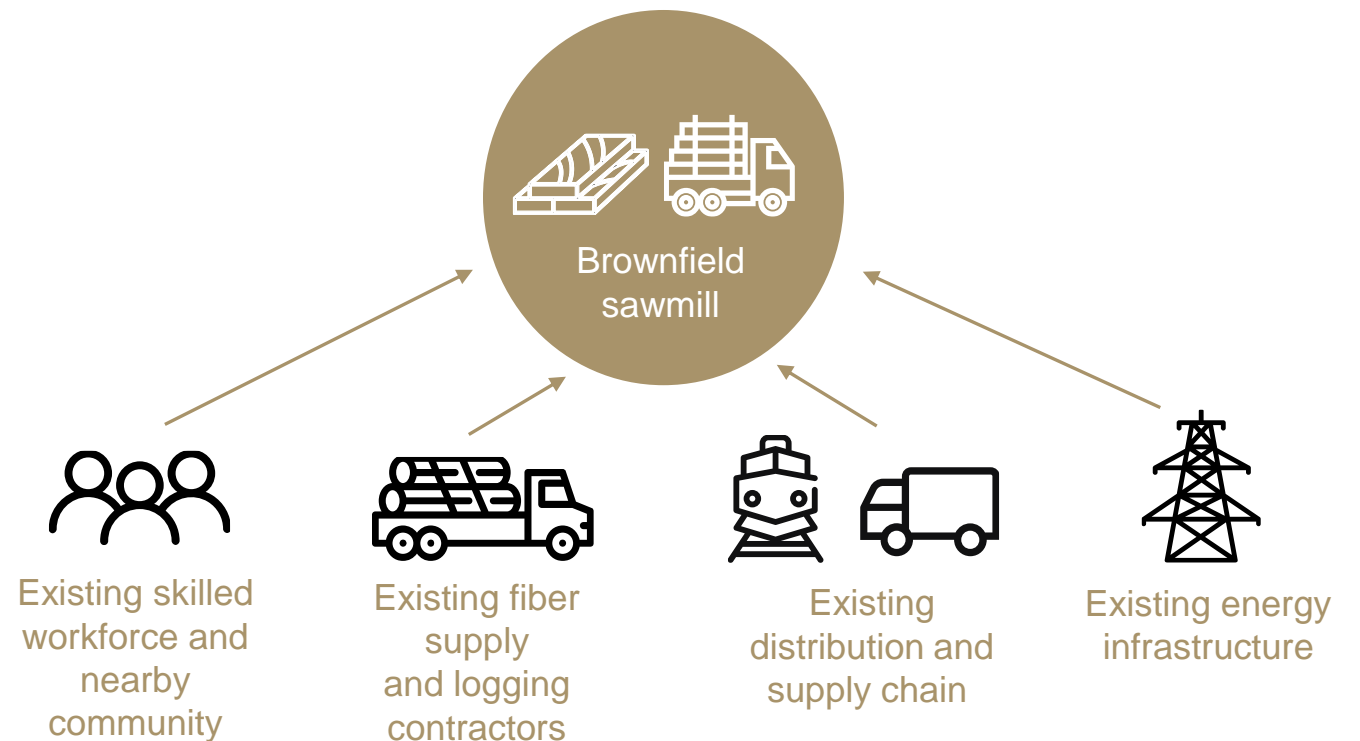 Brownfield
sawmill
Existing skilled
workforce and
nearby
community
Existing fiber
supply
and logging
contractors
Existing
distribution and
supply chain
Existing energy
infrastructure